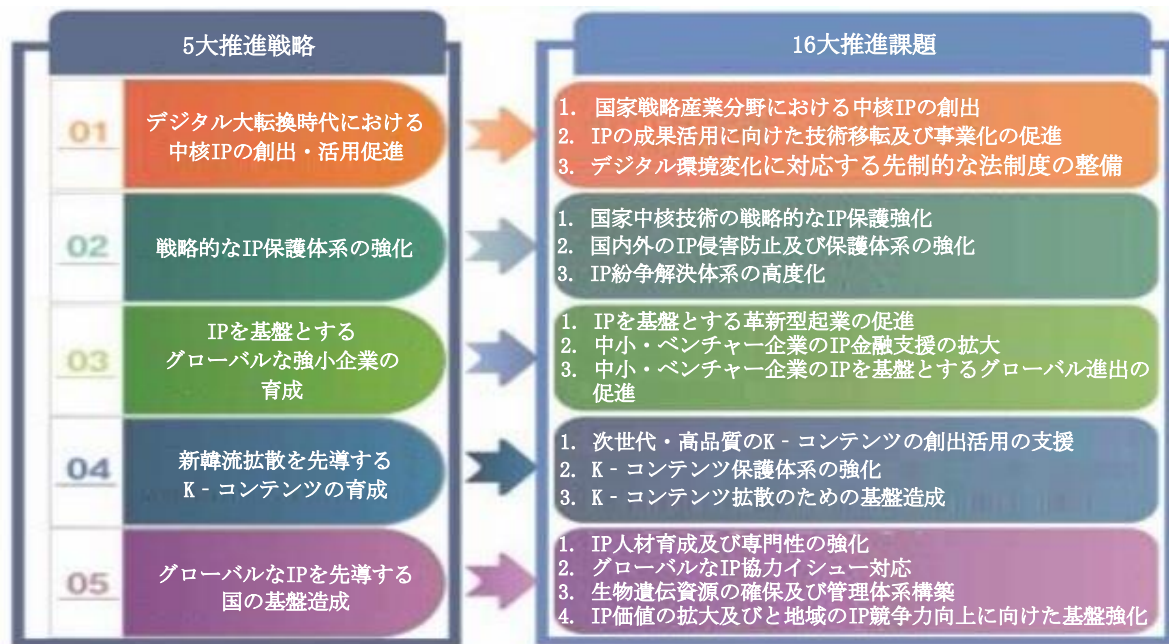 5大推進戦略
16大推進課題
01
デジタル大転換時代における
中核IPの創出・活用促進
1. 国家戦略産業分野における中核IPの創出
2. IPの成果活用に向けた技術移転及び事業化の促進
3. デジタル環境変化に対応する先制的な法制度の整備
02
戦略的なIP保護体系の強化
1. 国家中核技術の戦略的なIP保護強化
2. 国内外のIP侵害防止及び保護体系の強化
3. IP紛争解決体系の高度化
03
IPを基盤とする
グローバルな強小企業の
育成
1. IPを基盤とする革新型起業の促進
2. 中小・ベンチャー企業のIP金融支援の拡大
3. 中小・ベンチャー企業のIPを基盤とするグローバル進出の
促進
04
新韓流拡散を先導する
K‐コンテンツの育成
1. 次世代・高品質のK‐コンテンツの創出活用の支援
2. K‐コンテンツ保護体系の強化
3. K‐コンテンツ拡散のための基盤造成
05
グローバルなIPを先導する
国の基盤造成
1. IP人材育成及び専門性の強化
2. グローバルなIP協力イシュー対応
3. 生物遺伝資源の確保及び管理体系構築
4. IP価値の拡大及びと地域のIP競争力向上に向けた基盤強化